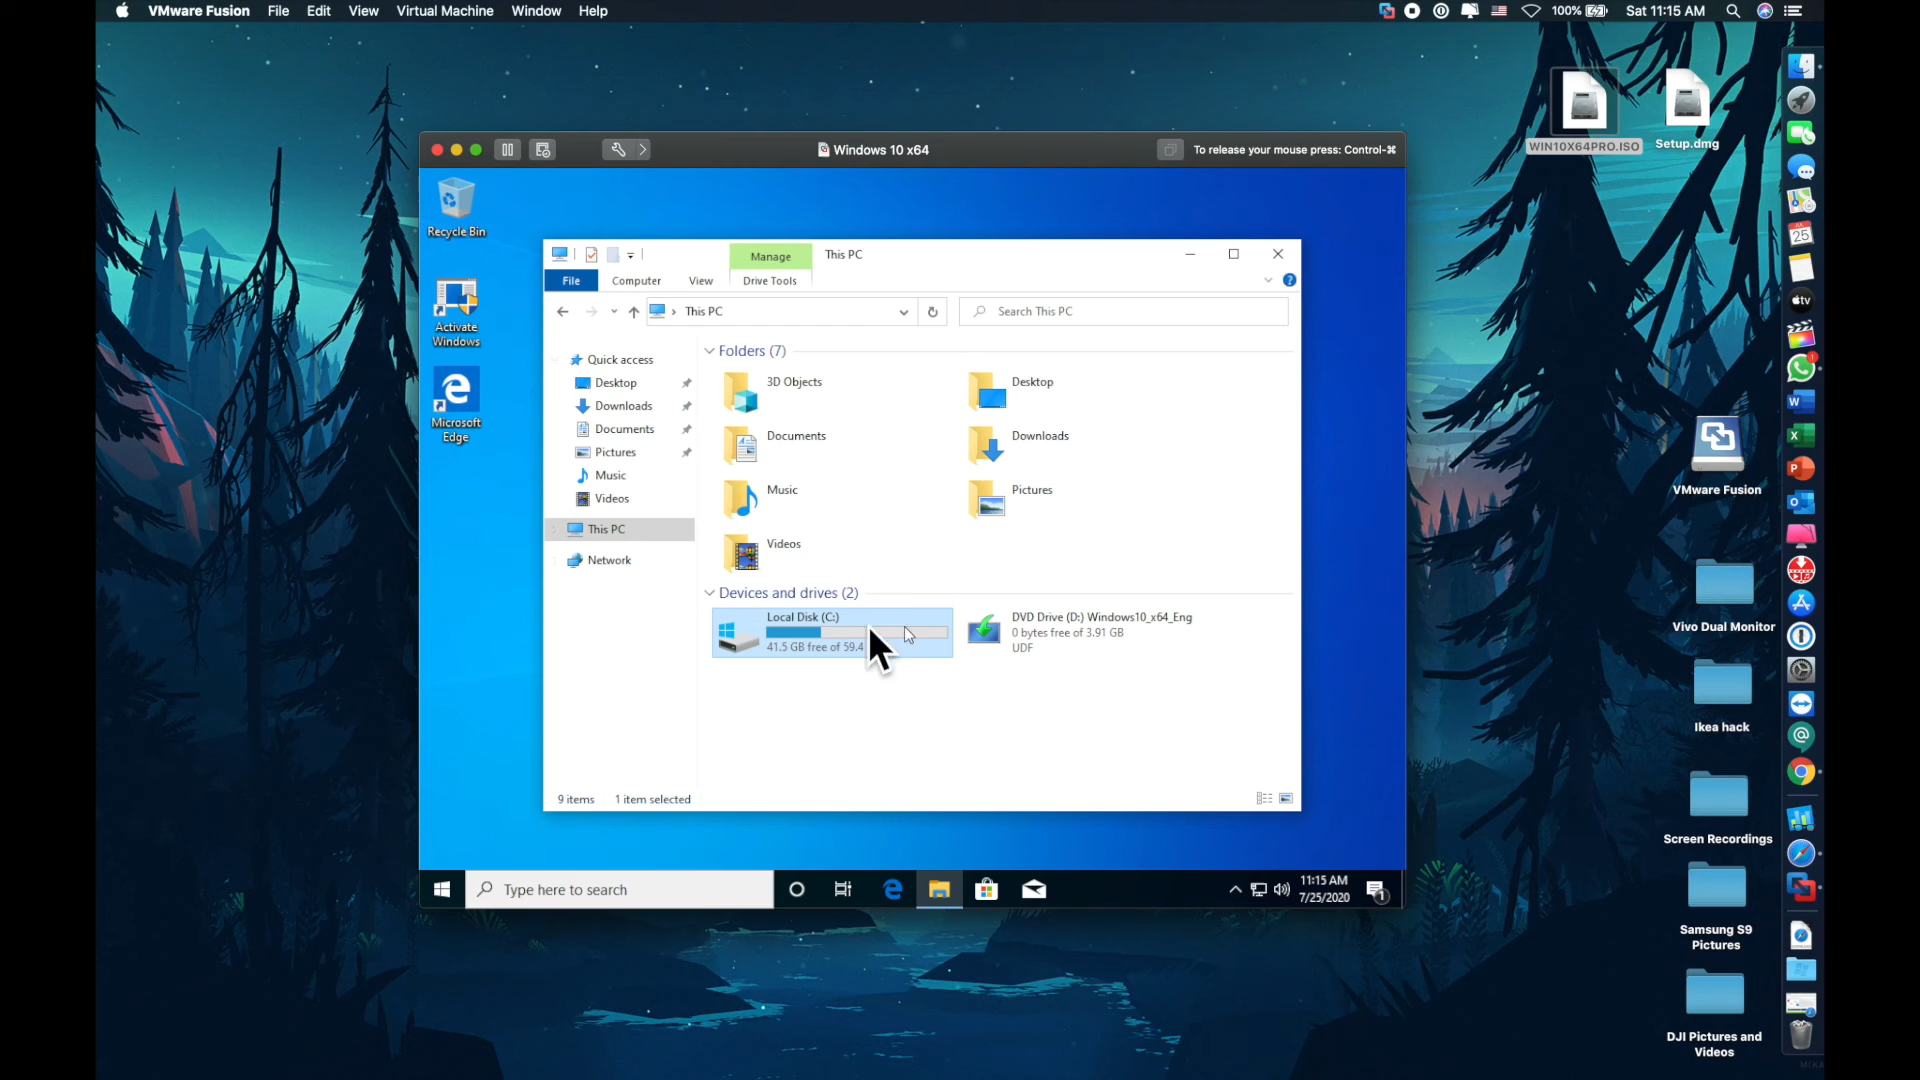 VMware Fusion File Edit View Virtual Machine Window Help
100% Sat 11:15 AM
WIN10X64PRO.ISO
Setup.dmg
Windows 10 x64
To release your mouse press: Control-⌘
Recycle Bin
Activate
Windows
Microsoft
Edge
Manage
This PC
File
Computer
View
Drive Tools
This PC
Search This PC
Quick access
Desktop
Downloads
Documents
Pictures
Music
Videos
This PC
Network
Folders (7)
3D Objects
Desktop
Documents
Downloads
Music
Pictures
Videos
Devices and drives (2)
Local Disk (C:)
41.5 GB free of 59.4
DVD Drive (D:) Windows10_x64_Eng
0 bytes free of 3.91 GB
UDF
9 items
1 item selected
Type here to search
11:15 AM
7/25/2020
1
25
tv
1
VMware Fusion
Vivo Dual Monitor
Ikea hack
Screen Recordings
Samsung S9
Pictures
DJI Pictures and
Videos